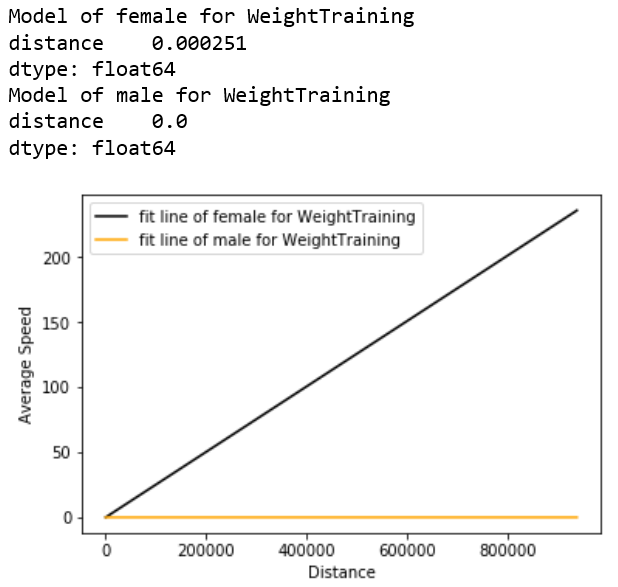 Model of female for WeightTraining
distance    0.000251
dtype: float64
Model of male for WeightTraining
distance    0.0
dtype: float64
fit line of female for WeightTraining
fit line of male for WeightTraining
200
150
100
50
0
Average Speed
0 200000 400000 600000 800000
Distance